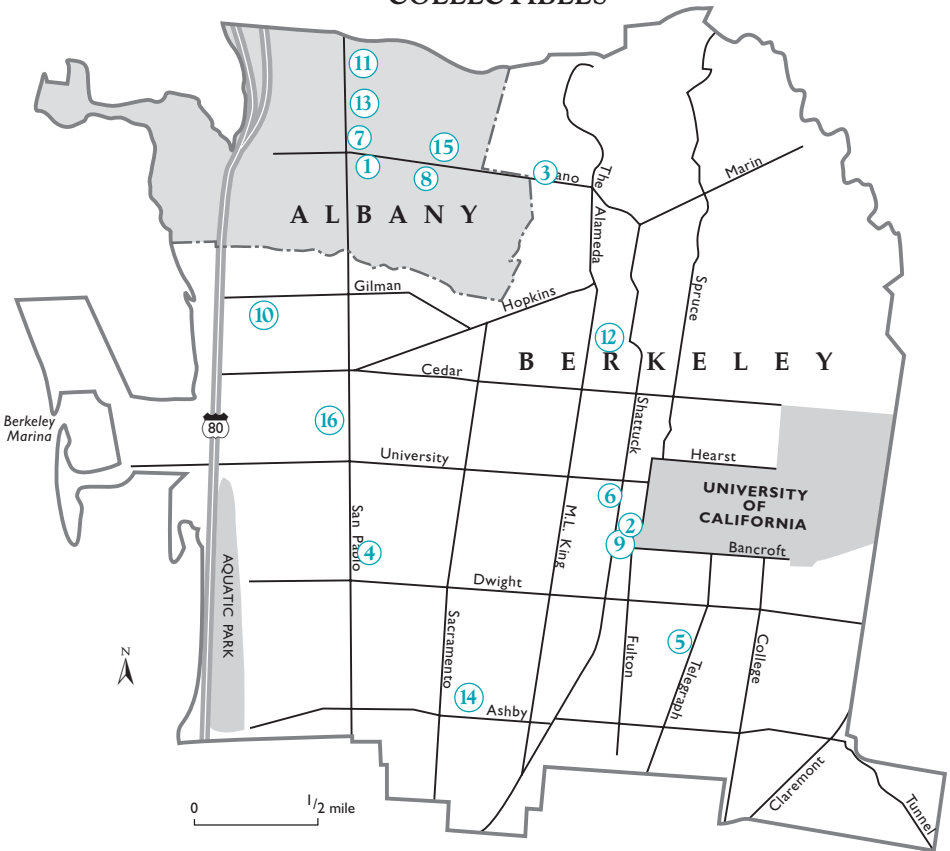 COLLECTIBLES
11
13
7
15
1
8
3
ano
The Alameda
Marin
ALBANY
Gilman
Hopkins
Spruce
10
12
BERKELEY
Cedar
Shattuck
Berkeley
Marina
80
16
University
Hearst
6
UNIVERSITY
OF
CALIFORNIA
2
9
Bancroft
San Pablo
4
M.L. King
AQUATIC PARK
Dwight
Sacramento
Fulton
5
Telegraph
College
N
14
Ashby
Claremont
Tunnel
0
1/2 mile